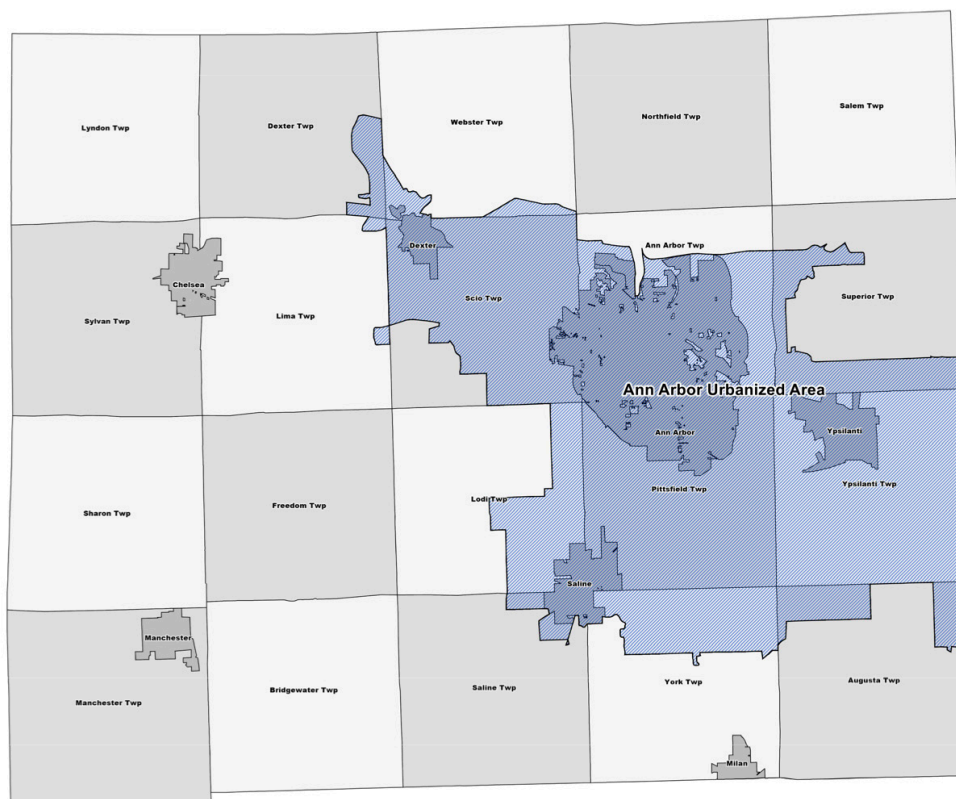 Salem Twp
Northfield Twp
Webster Twp
Dexter Twp
Lyndon Twp
Ann Arbor Twp
Dexter
Chelsea
Superior Twp
Scio Twp
Lima Twp
Sylvan Twp
Ann Arbor Urbanized Area
Ann Arbor
Ypsilanti
Ypsilanti Twp
Pittsfield Twp
Lodi Twp
Freedom Twp
Sharon Twp
Saline
Manchester
Augusta Twp
York Twp
Saline Twp
Bridgewater Twp
Manchester Twp
Milan